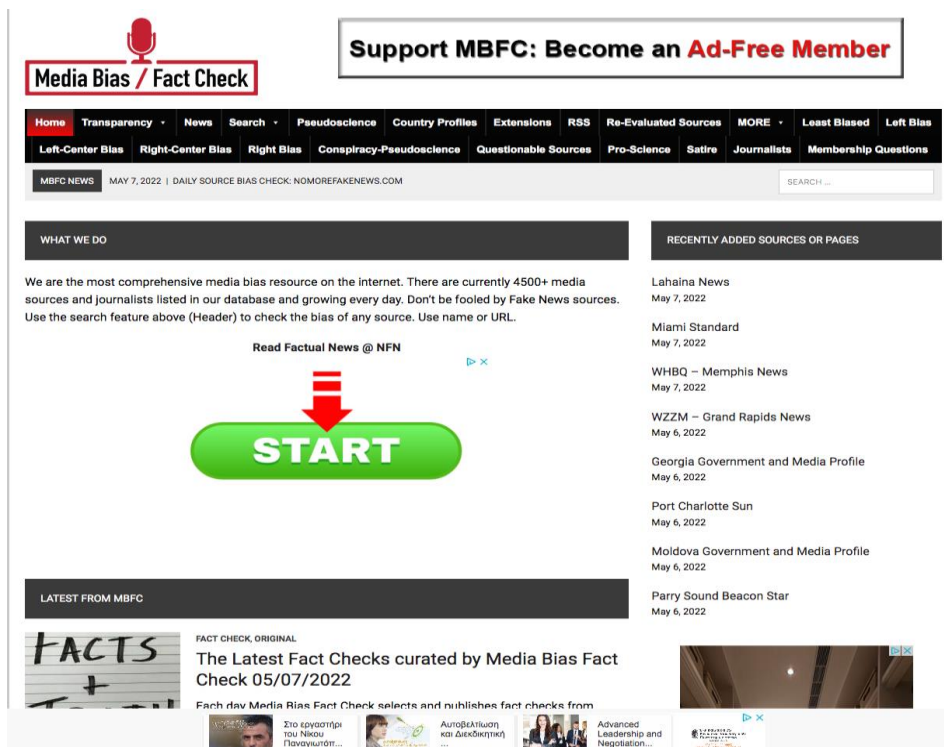 Media Bias / Fact Check
Support MBFC: Become an Ad-Free Member
Home Transparency News Search Pseudoscience Country Profiles Extensions RSS Re-Evaluated Sources MORE Least Biased Left Bias
Left-Center Bias Right-Center Bias Right Bias Conspiracy-Pseudoscience Questionable Sources Pro-Science Satire Journalists Membership Questions
MBFC NEWS MAY 7, 2022 | DAILY SOURCE BIAS CHECK: NOMOREFAKENEWS.COM
SEARCH ...
WHAT WE DO
We are the most comprehensive media bias resource on the internet. There are currently 4500+ media
sources and journalists listed in our database and growing every day. Don't be fooled by Fake News sources.
Use the search feature above (Header) to check the bias of any source. Use name or URL.
Read Factual News @ NFN
START
RECENTLY ADDED SOURCES OR PAGES
Lahaina News
May 7, 2022
Miami Standard
May 7, 2022
WHBQ – Memphis News
May 7, 2022
WZZM – Grand Rapids News
May 6, 2022
Georgia Government and Media Profile
May 6, 2022
Port Charlotte Sun
May 6, 2022
Moldova Government and Media Profile
May 6, 2022
Parry Sound Beacon Star
May 6, 2022
LATEST FROM MBFC
FACTS
+
FACT CHECK, ORIGINAL
The Latest Fact Checks curated by Media Bias Fact
Check 05/07/2022
Each day Media Bias Fact Check selects and publishes fact checks from
Στο εργαστήρι
του Νίκου
Παναγιωτόπ...
Αυτοβελτίωση
και Διεκδικητική
...
Advanced
Leadership and
Negotiation...